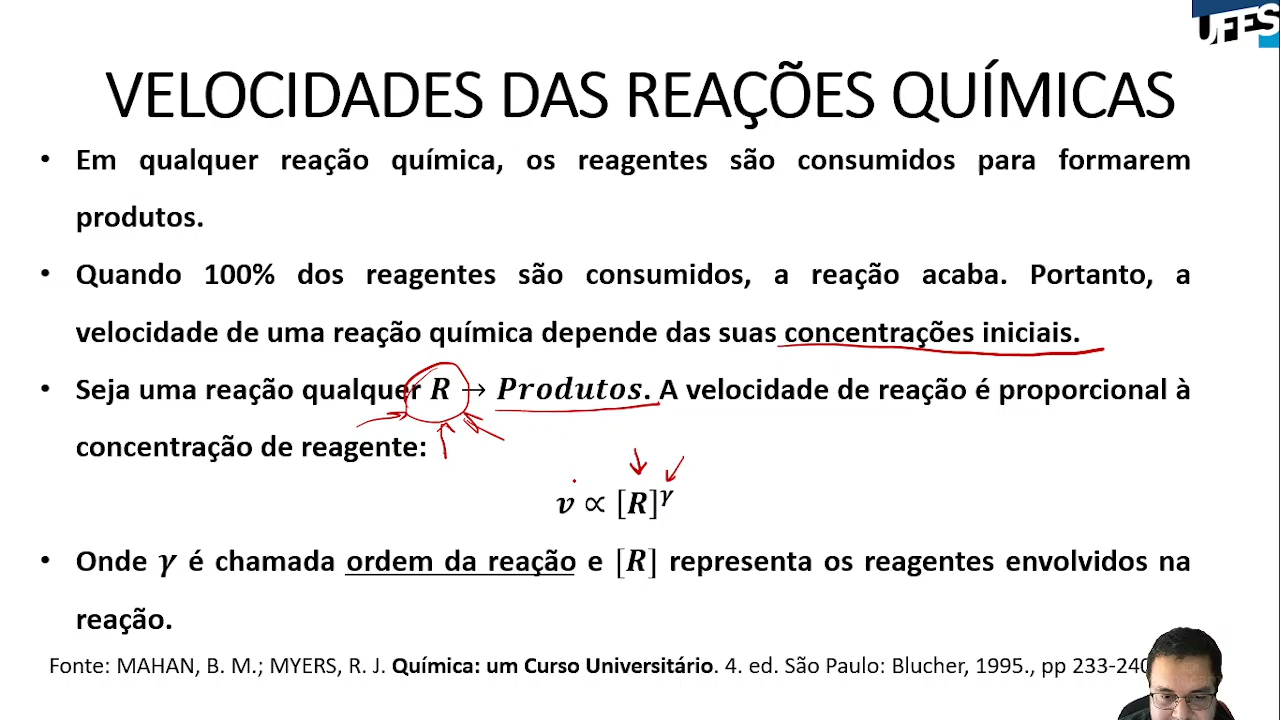 UFES
VELOCIDADES DAS REAÇÕES QUÍMICAS
• Em qualquer reação química, os reagentes são consumidos para formarem
produtos.
• Quando 100% dos reagentes são consumidos, a reação acaba. Portanto, a
velocidade de uma reação química depende das suas concentrações iniciais.
• Seja uma reação qualquer R → Produtos. A velocidade de reação é proporcional à
concentração de reagente:
v ∝ [R]^γ
• Onde γ é chamada ordem da reação e [R] representa os reagentes envolvidos na
reação.
Fonte: MAHAN, B. M.; MYERS, R. J. Química: um Curso Universitário. 4. ed. São Paulo: Blucher, 1995., pp 233-240